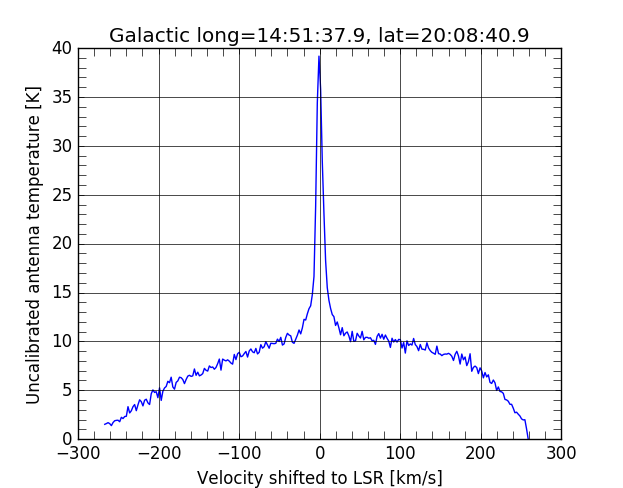 Galactic long=14:51:37.9, lat=20:08:40.9
40
35
30
25
20
15
10
5
0
Uncalibrated antenna temperature [K]
−300 −200 −100 0 100 200 300
Velocity shifted to LSR [km/s]